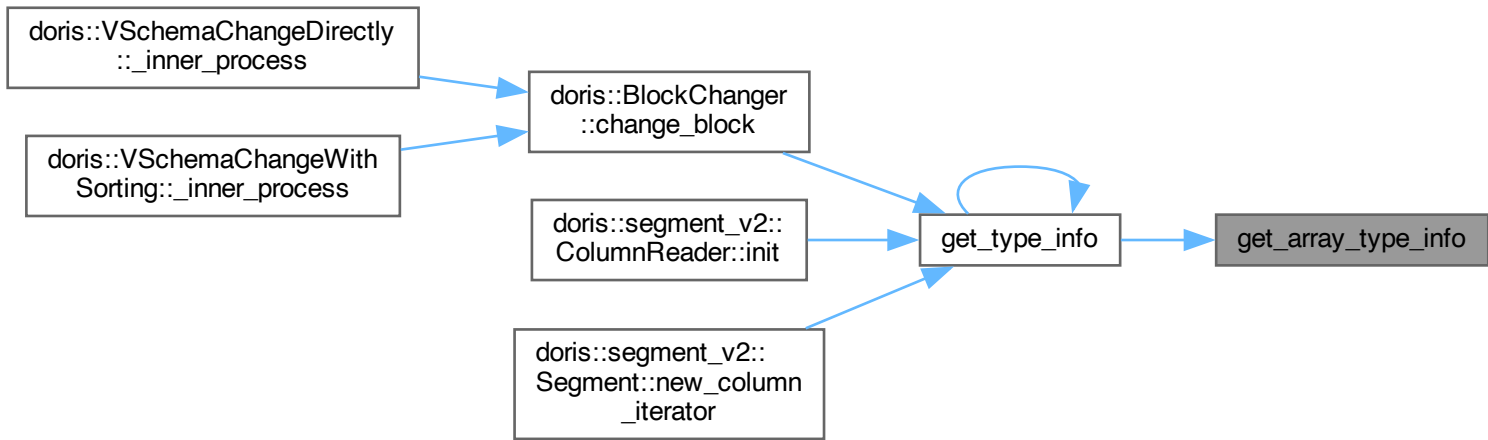 doris::VSchemaChangeDirectly
::_inner_process
doris::VSchemaChangeWith
Sorting::_inner_process
doris::BlockChanger
::change_block
doris::segment_v2::
ColumnReader::init
doris::segment_v2::
Segment::new_column
_iterator
get_type_info
get_array_type_info